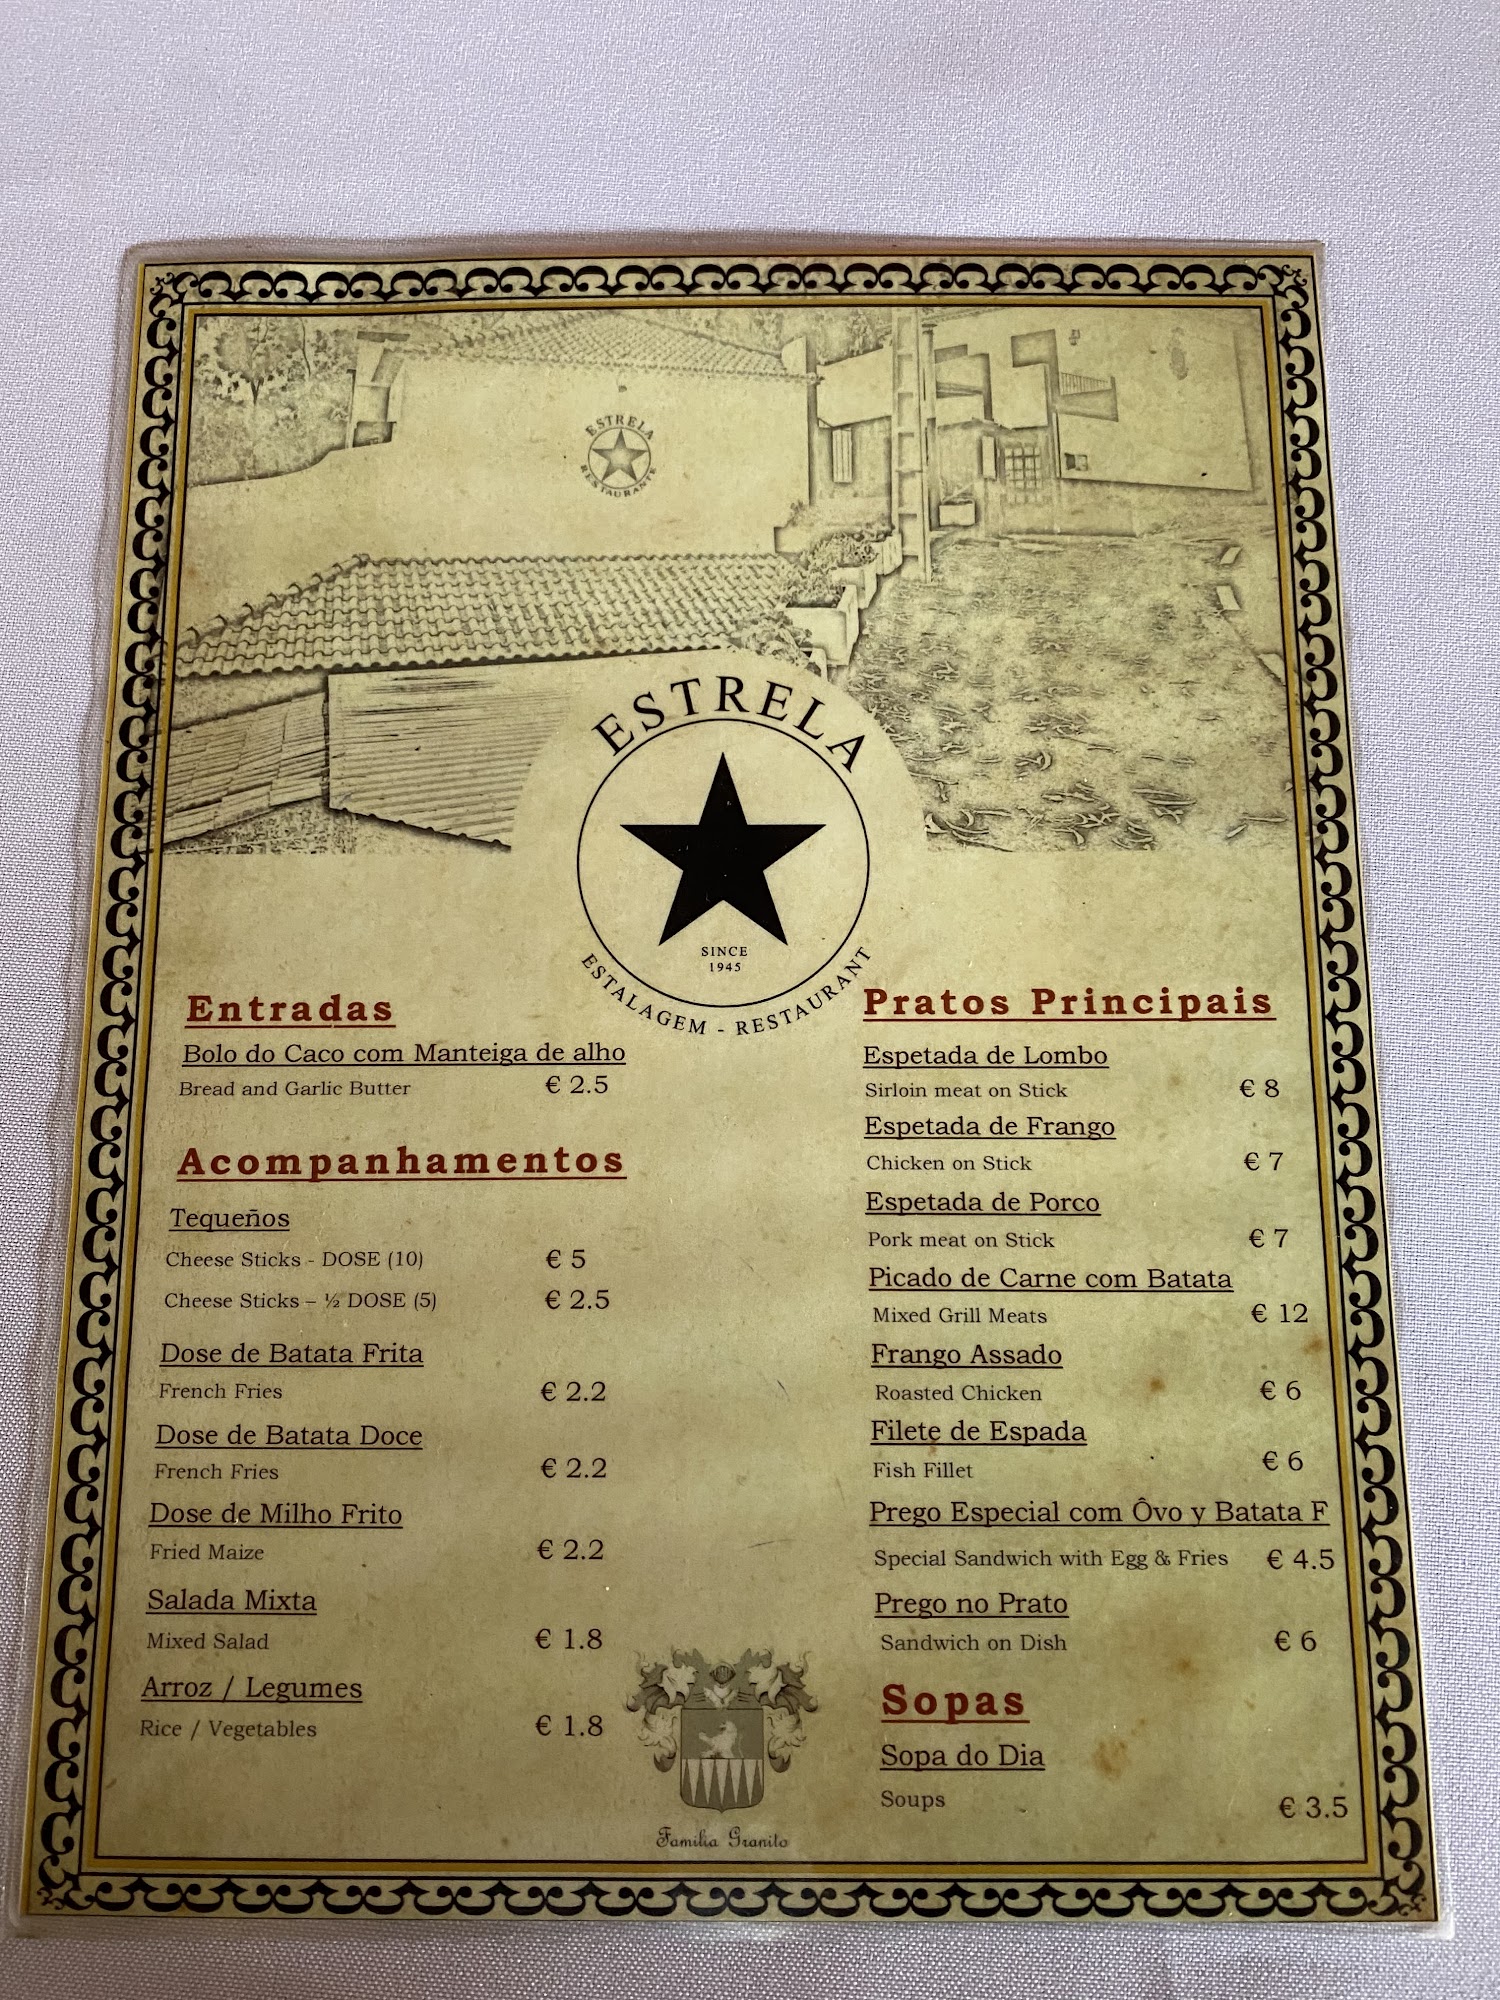 ESTRELA
RESTAURANTE
ESTRELA
SINCE
1945
ESTALAGEM - RESTAURANT
Entradas
Bolo do Caco com Manteiga de alho
Bread and Garlic Butter € 2.5
Acompanhamentos
Tequeños
Cheese Sticks - DOSE (10) € 5
Cheese Sticks – ½ DOSE (5) € 2.5
Dose de Batata Frita
French Fries € 2.2
Dose de Batata Doce
French Fries € 2.2
Dose de Milho Frito
Fried Maize € 2.2
Salada Mixta
Mixed Salad € 1.8
Arroz / Legumes
Rice / Vegetables € 1.8
Pratos Principais
Espetada de Lombo
Sirloin meat on Stick € 8
Espetada de Frango
Chicken on Stick € 7
Espetada de Porco
Pork meat on Stick € 7
Picado de Carne com Batata
Mixed Grill Meats € 12
Frango Assado
Roasted Chicken € 6
Filete de Espada
Fish Fillet € 6
Prego Especial com Ôvo y Batata F
Special Sandwich with Egg & Fries € 4.5
Prego no Prato
Sandwich on Dish € 6
Sopas
Sopa do Dia
Soups € 3.5
Familia Granito